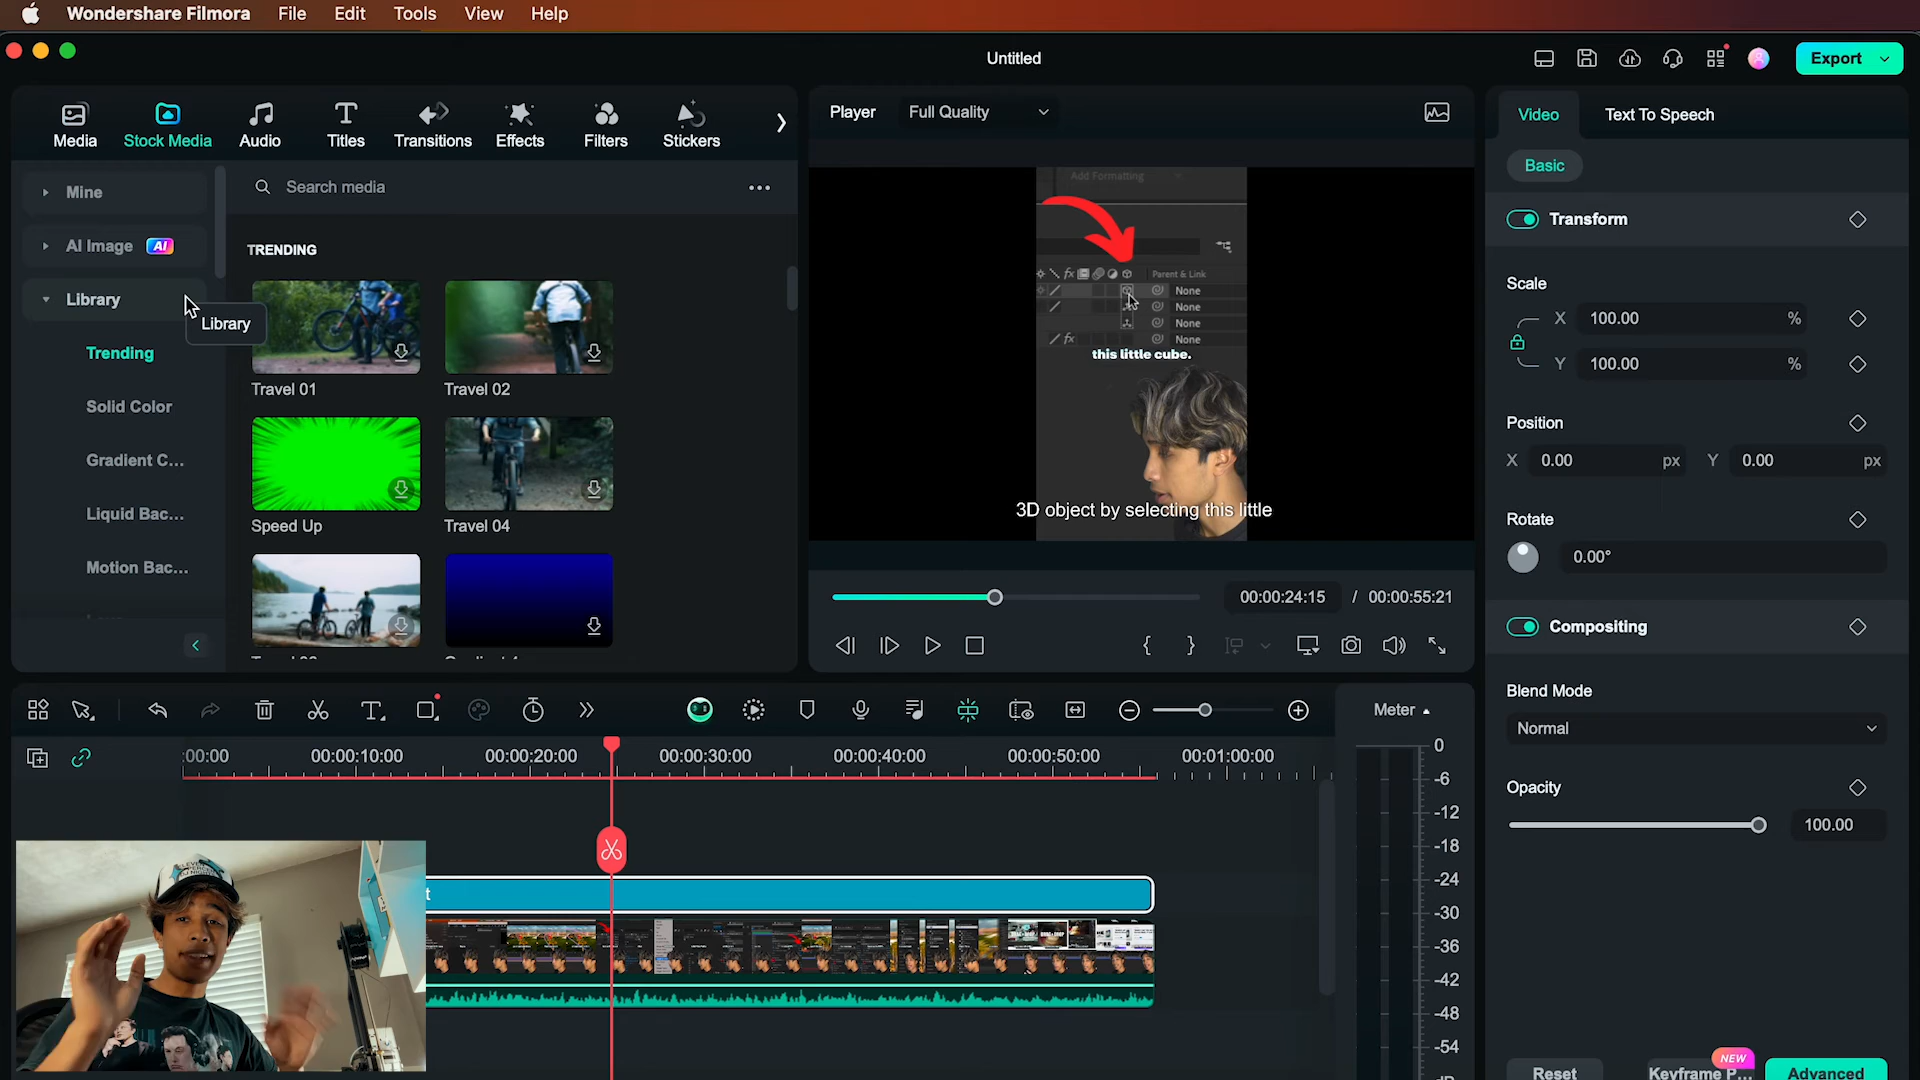 Wondershare Filmora File Edit Tools View Help
Untitled
Export
Media Stock Media Audio Titles Transitions Effects Filters Stickers
Mine
AI Image AI
Library
Library
Trending
Solid Color
Gradient C...
Liquid Bac...
Motion Bac...
Search media
TRENDING
Travel 01 Travel 02
Speed Up Travel 04
Player Full Quality
Add Formatting
fx Parent & Link
None
None
None
fx None
this little cube.
3D object by selecting this little
00:00:24:15 / 00:00:55:21
Video Text To Speech
Basic
Transform
Scale
X 100.00 %
Y 100.00 %
Position
X 0.00 px Y 0.00 px
Rotate
0.00°
Compositing
Blend Mode
Normal
Opacity
100.00
NEW
Reset Keyframe P... Advanced
Meter
:00:00 00:00:10:00 00:00:20:00 00:00:30:00 00:00:40:00 00:00:50:00 00:01:00:00
t
0
-6
-12
-18
-24
-30
-36
-42
-48
-54